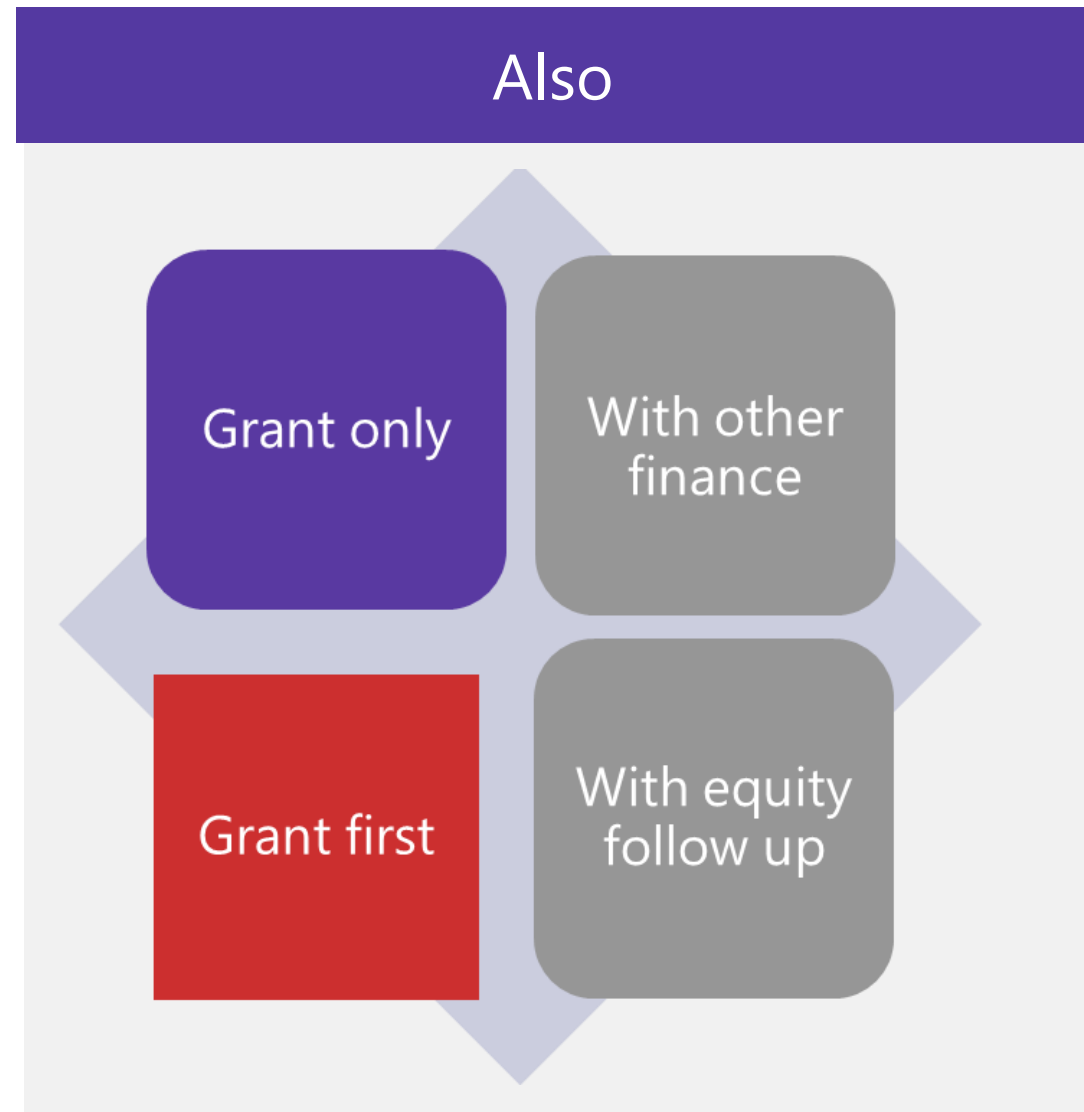 Also
Grant only
With other
finance
Grant first
With equity
follow up